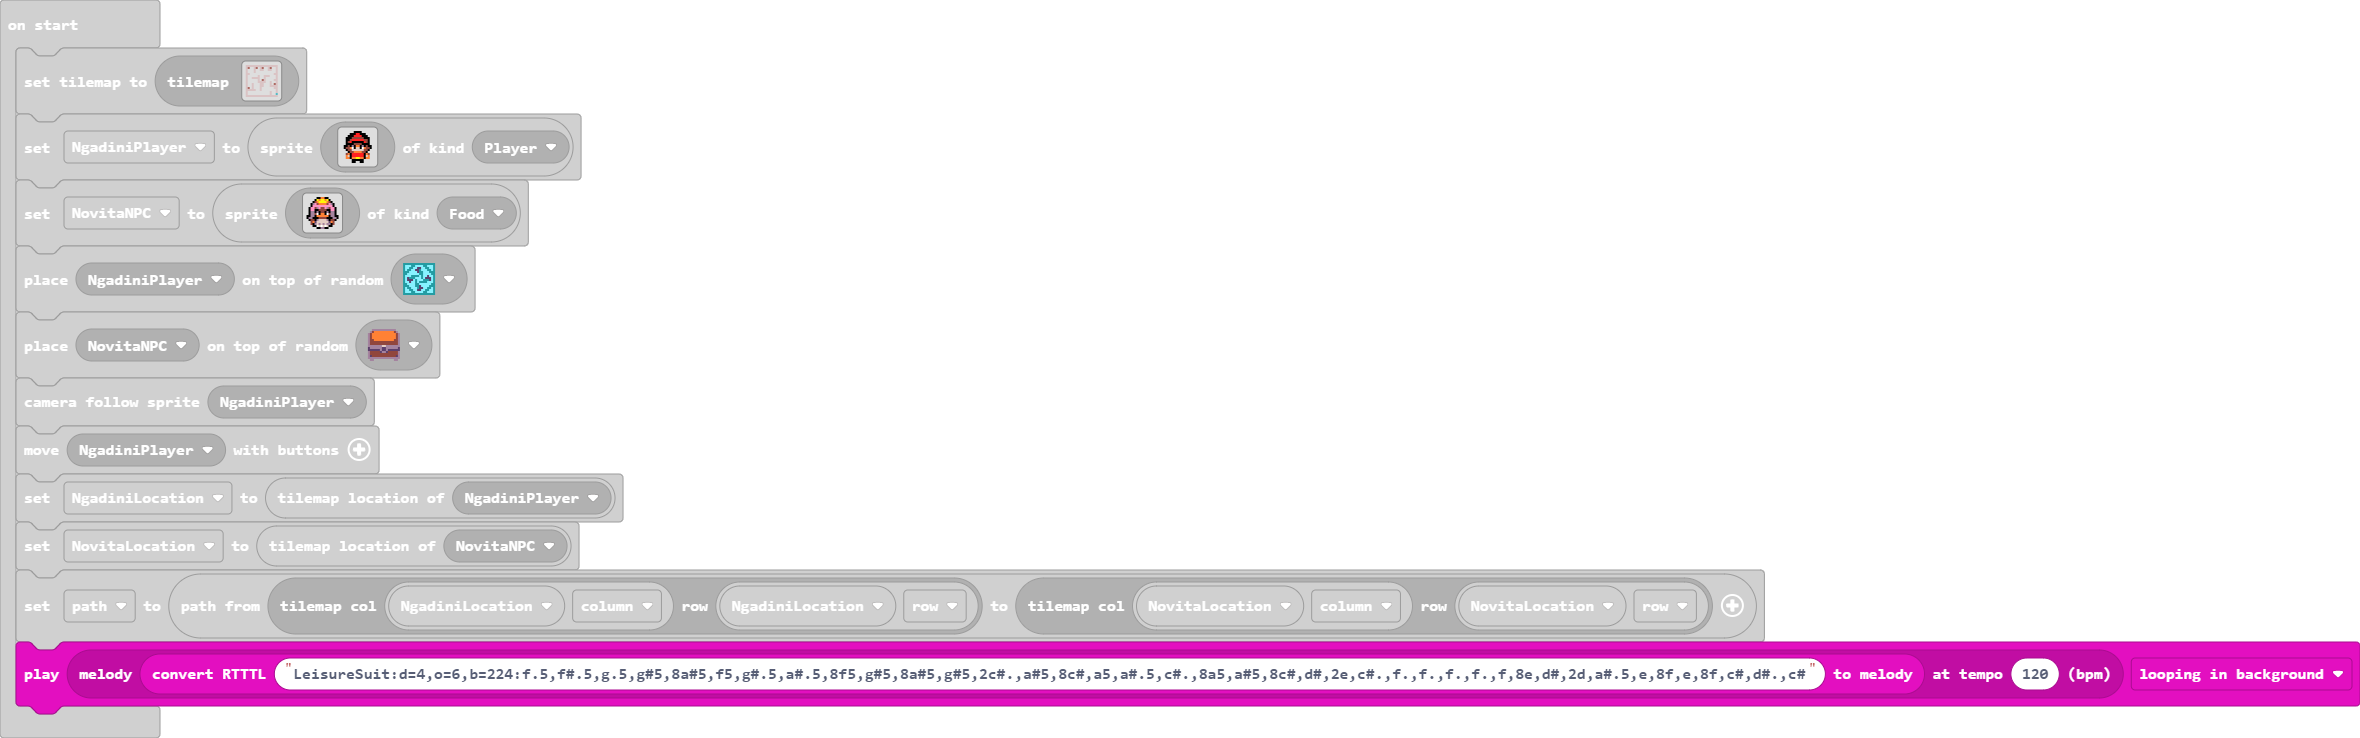 on start
set tilemap to tilemap
set NgadiniPlayer to sprite of kind Player
set NovitaNPC to sprite of kind Food
place NgadiniPlayer on top of random
place NovitaNPC on top of random
camera follow sprite NgadiniPlayer
move NgadiniPlayer with buttons
set NgadiniLocation to tilemap location of NgadiniPlayer
set NovitaLocation to tilemap location of NovitaNPC
set path to path from tilemap col NgadiniLocation column row NgadiniLocation row to tilemap col NovitaLocation column row NovitaLocation row
play melody convert RTTTL "LeisureSuit:d=4,o=6,b=224:f.5,f#.5,g.5,g#5,8a#5,f5,g#.5,a#.5,8f5,g#5,8a#5,g#5,2c#.,a#5,8c#,a5,a#.5,c#.,8a5,a#5,8c#,d#,2e,c#.,f.,f.,f.,f.,f,8e,d#,2d,a#.5,e,8f,e,8f,c#,d#.,c#" to melody at tempo 120 (bpm) looping in background